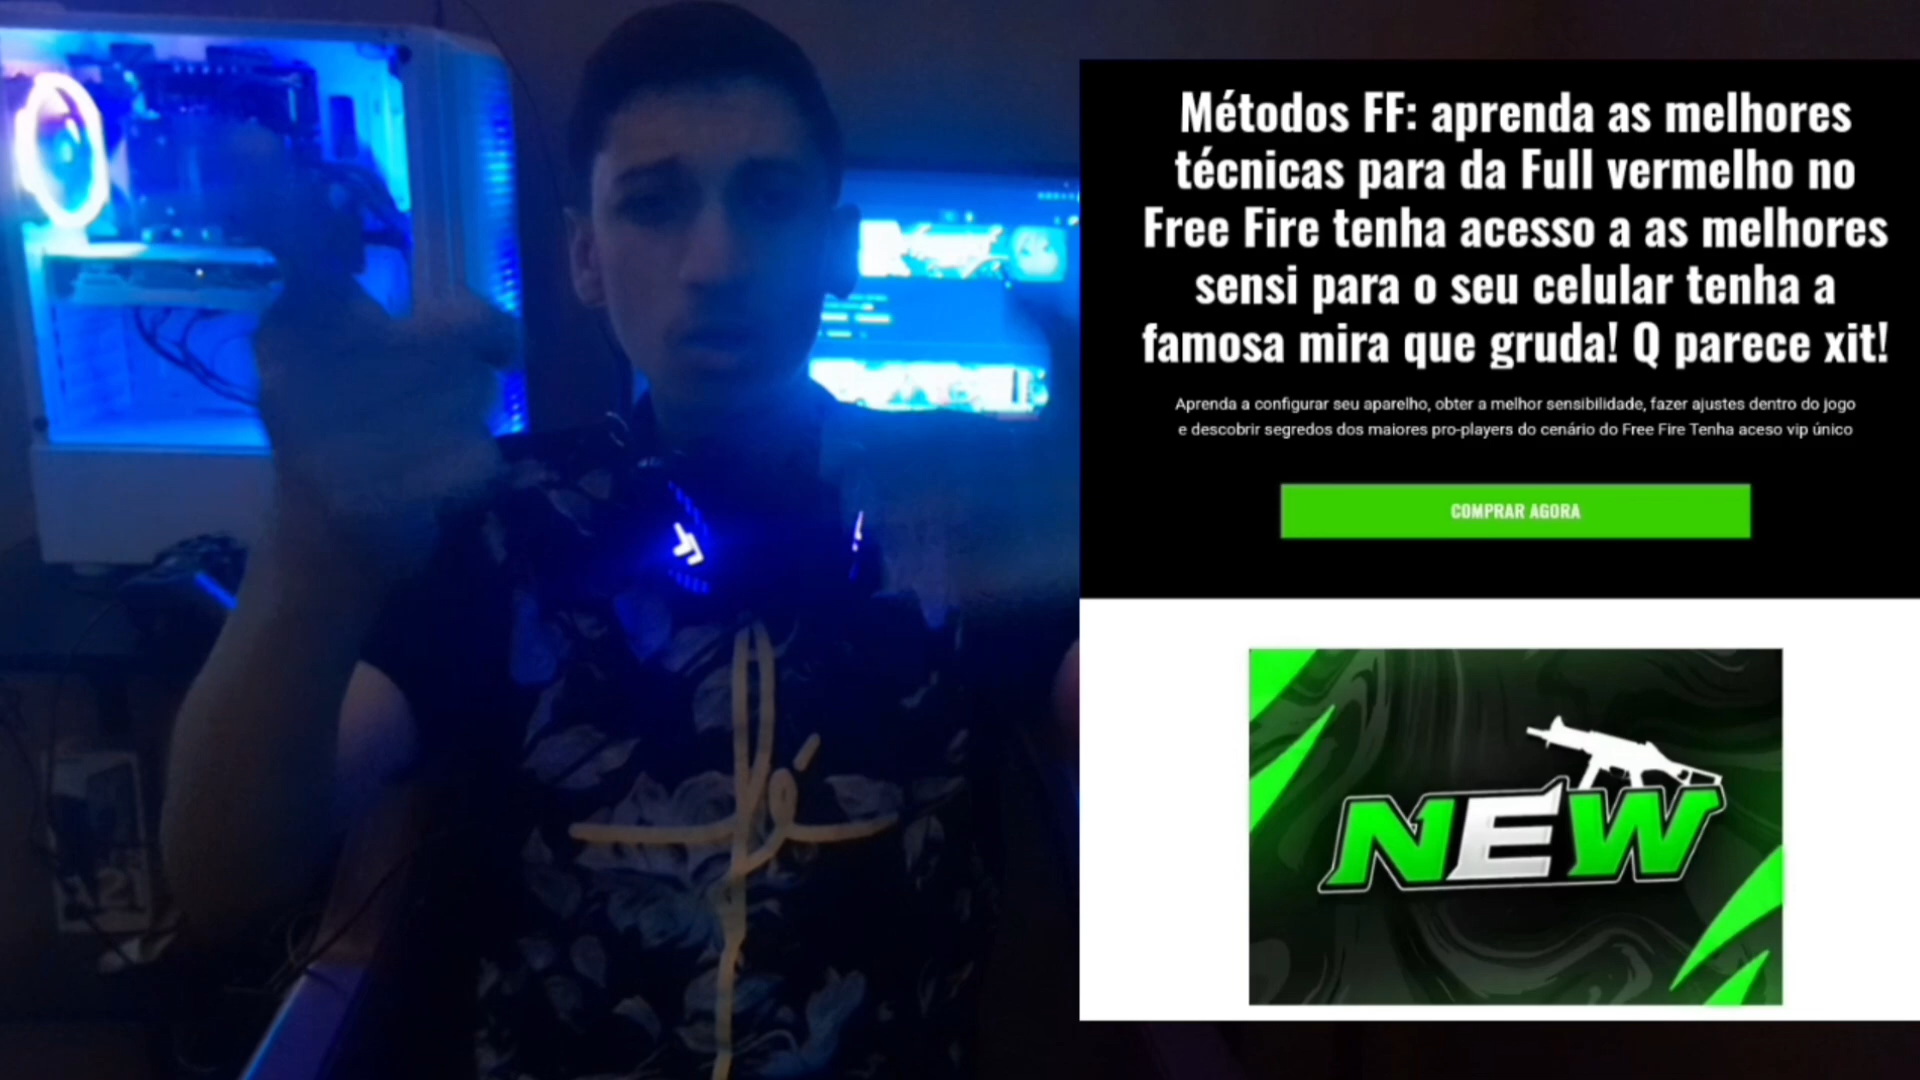 Métodos FF: aprenda as melhores
técnicas para da Full vermelho no
Free Fire tenha acesso a as melhores
sensi para o seu celular tenha a
famosa mira que gruda! Q parece xit!
Aprenda a configurar seu aparelho, obter a melhor sensibilidade, fazer ajustes dentro do jogo
e descobrir segredos dos maiores pro-players do cenário do Free Fire Tenha aceso vip único
COMPRAR AGORA
NEW
fé